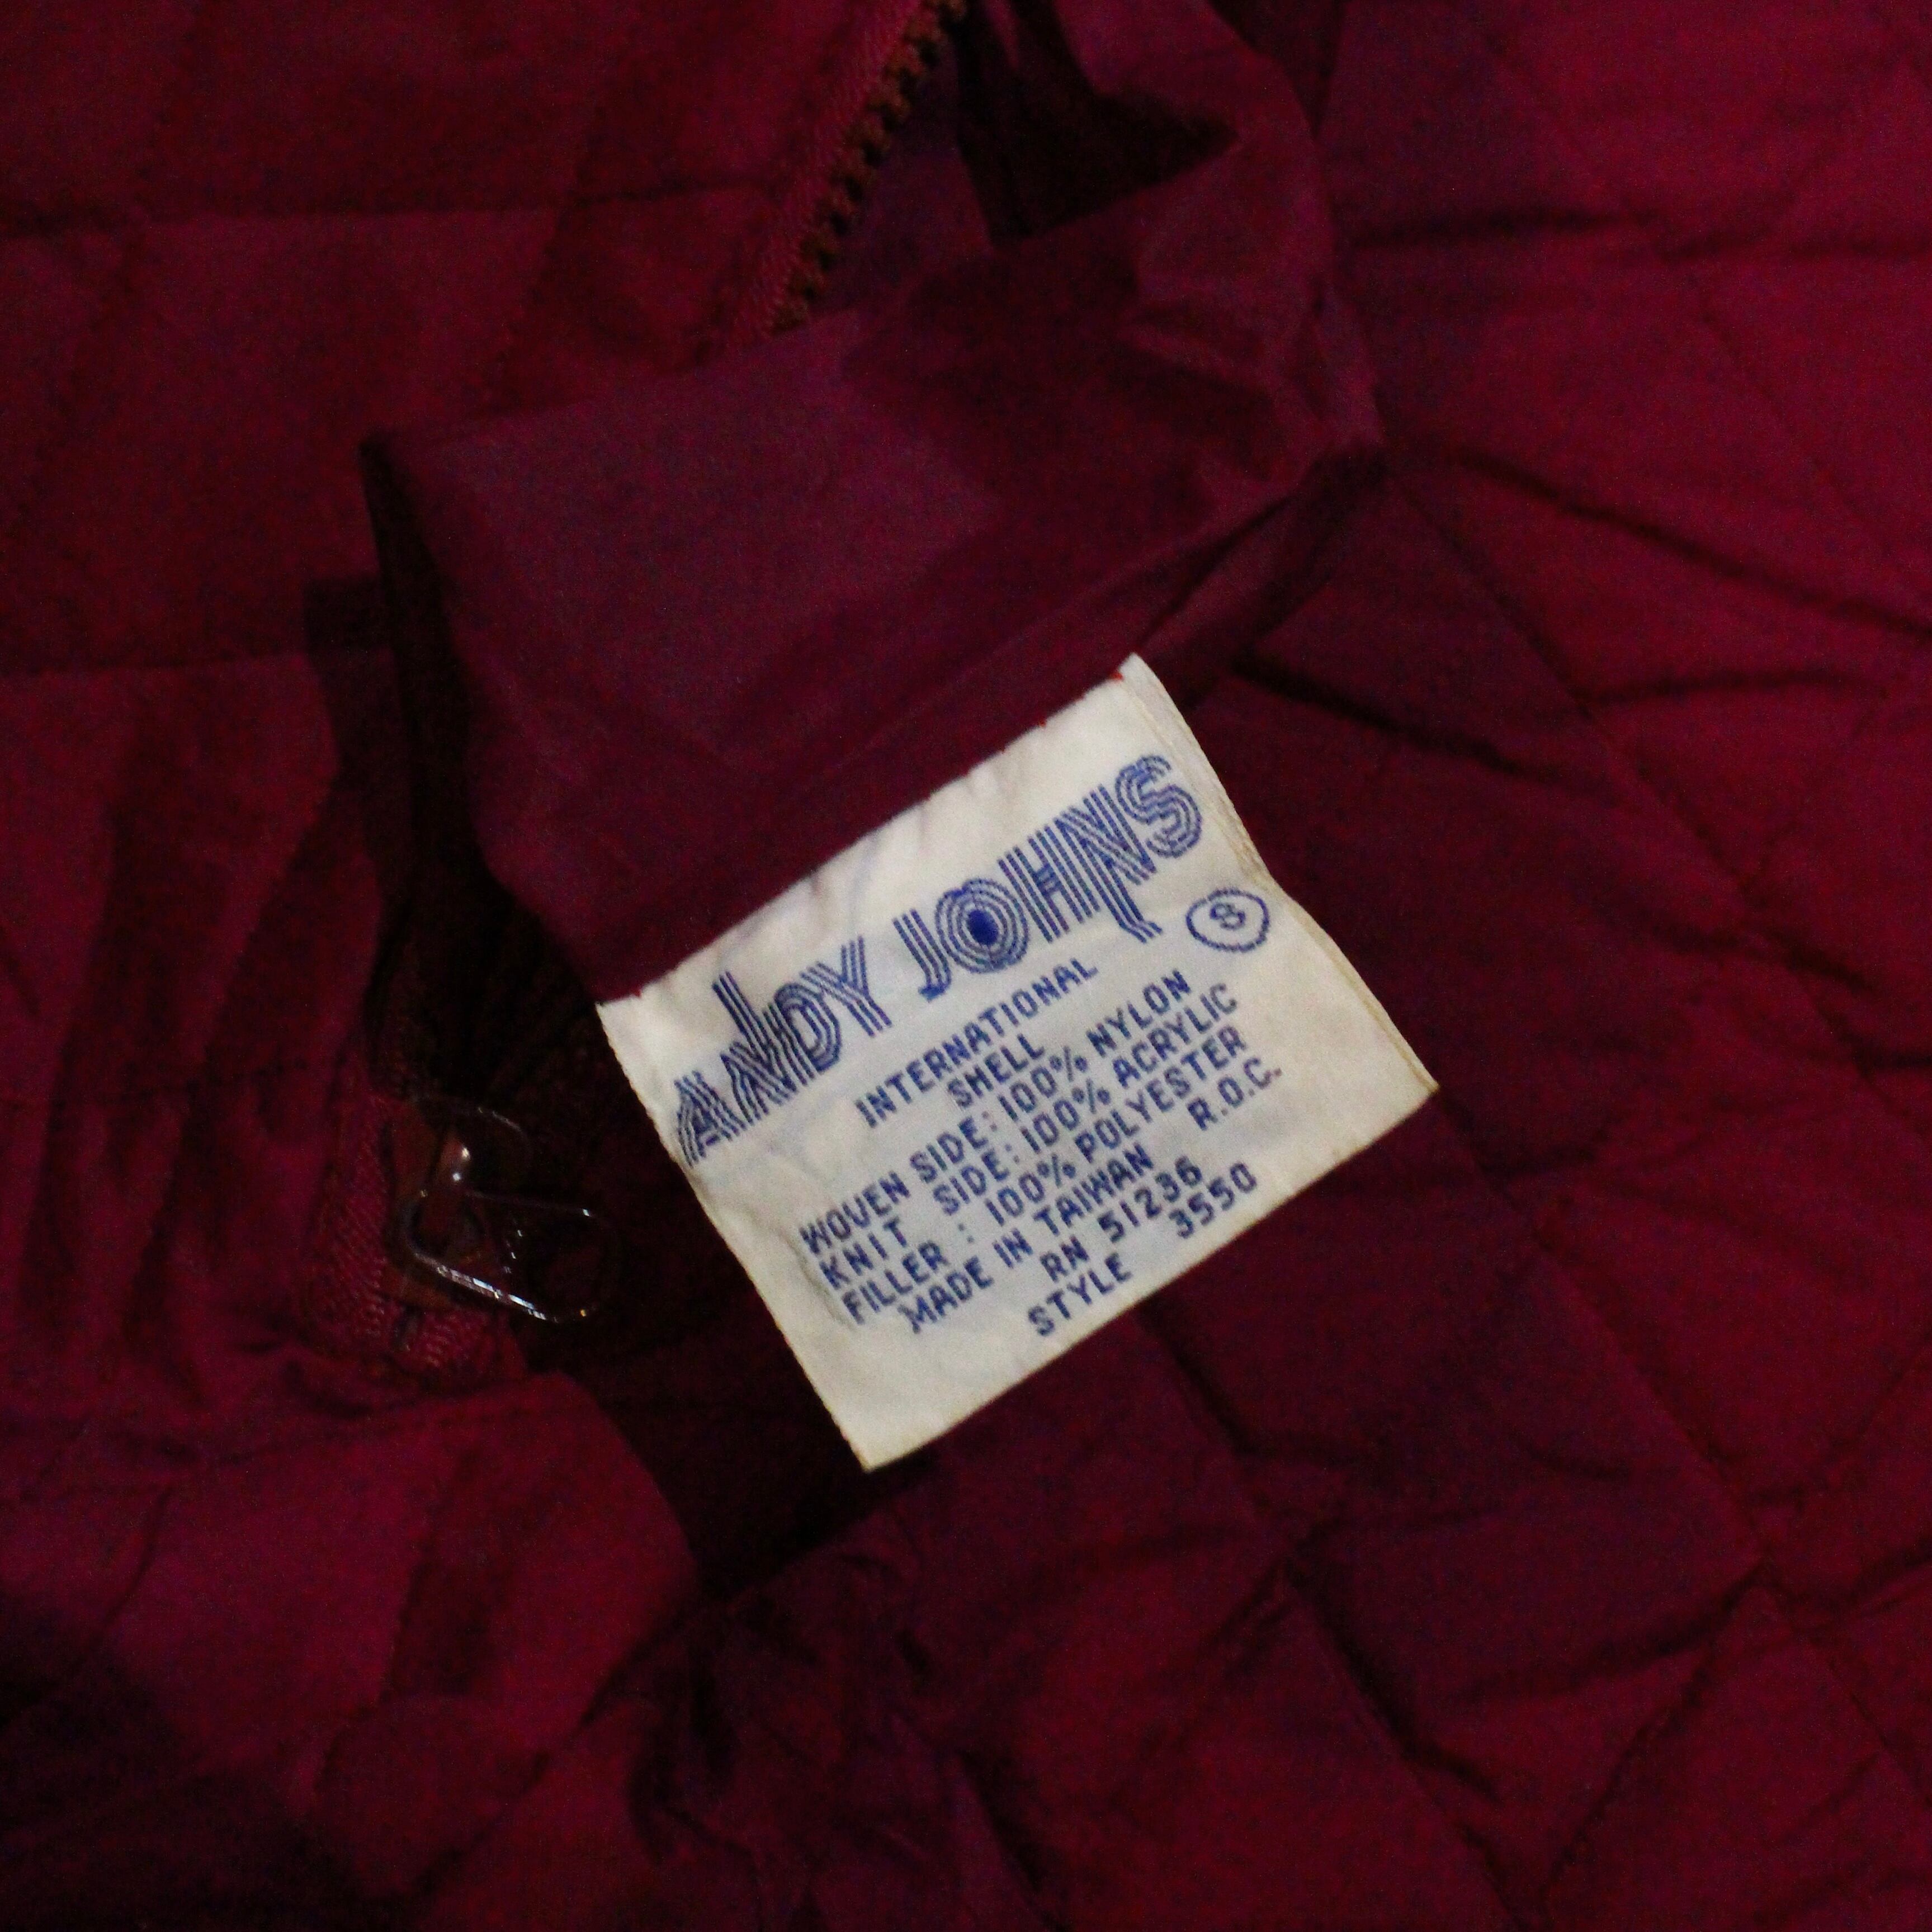 ANDY JOHNS
S
INTERNATIONAL
SHELL
WOVEN SIDE: 100% NYLON
KNIT SIDE: 100% ACRYLIC
FILLER : 100% POLYESTER
MADE IN TAIWAN R.O.C.
RN 51236
STYLE 3550